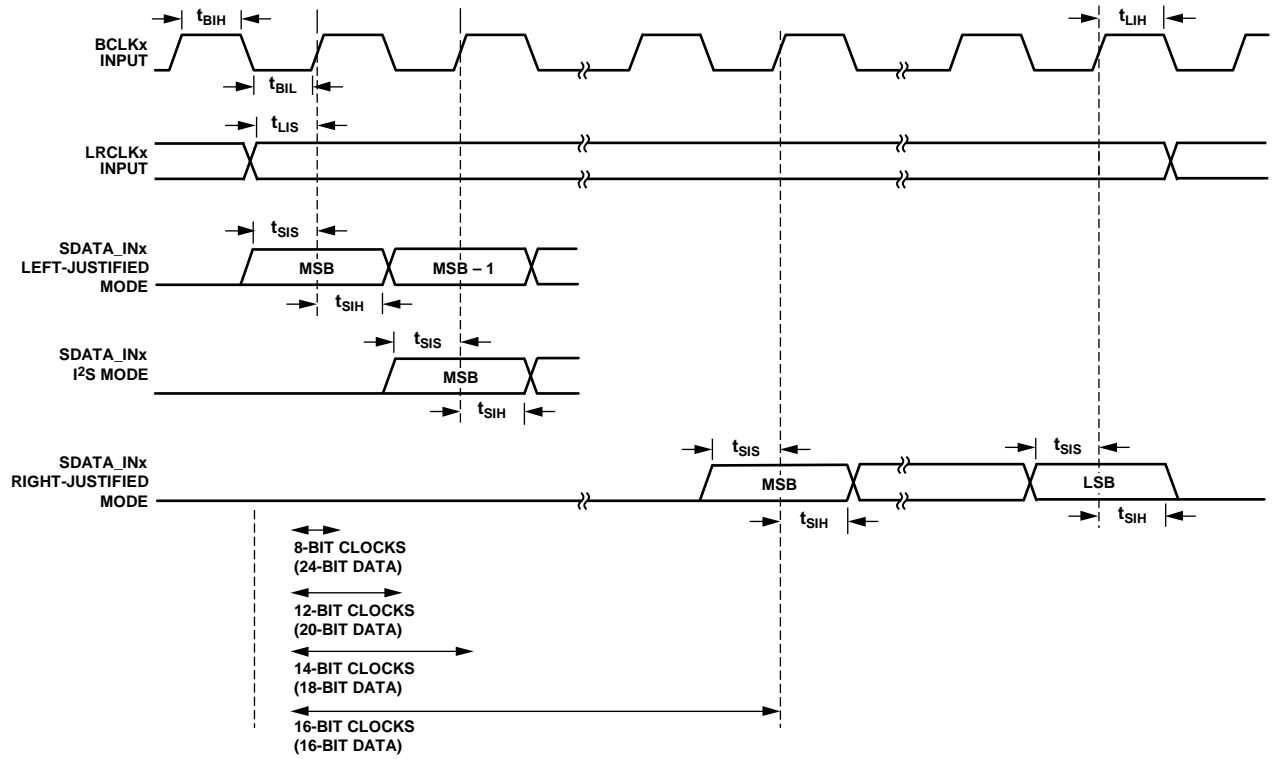 tBIH
tLIH
BCLKx
INPUT
tBIL
tLIS
LRCLKx
INPUT
tSIS
SDATA_INx
LEFT-JUSTIFIED
MODE
MSB
MSB – 1
tSIH
tSIS
SDATA_INx
I2S MODE
MSB
tSIH
tSIS
tSIS
SDATA_INx
RIGHT-JUSTIFIED
MODE
MSB
LSB
tSIH
tSIH
8-BIT CLOCKS
(24-BIT DATA)
12-BIT CLOCKS
(20-BIT DATA)
14-BIT CLOCKS
(18-BIT DATA)
16-BIT CLOCKS
(16-BIT DATA)